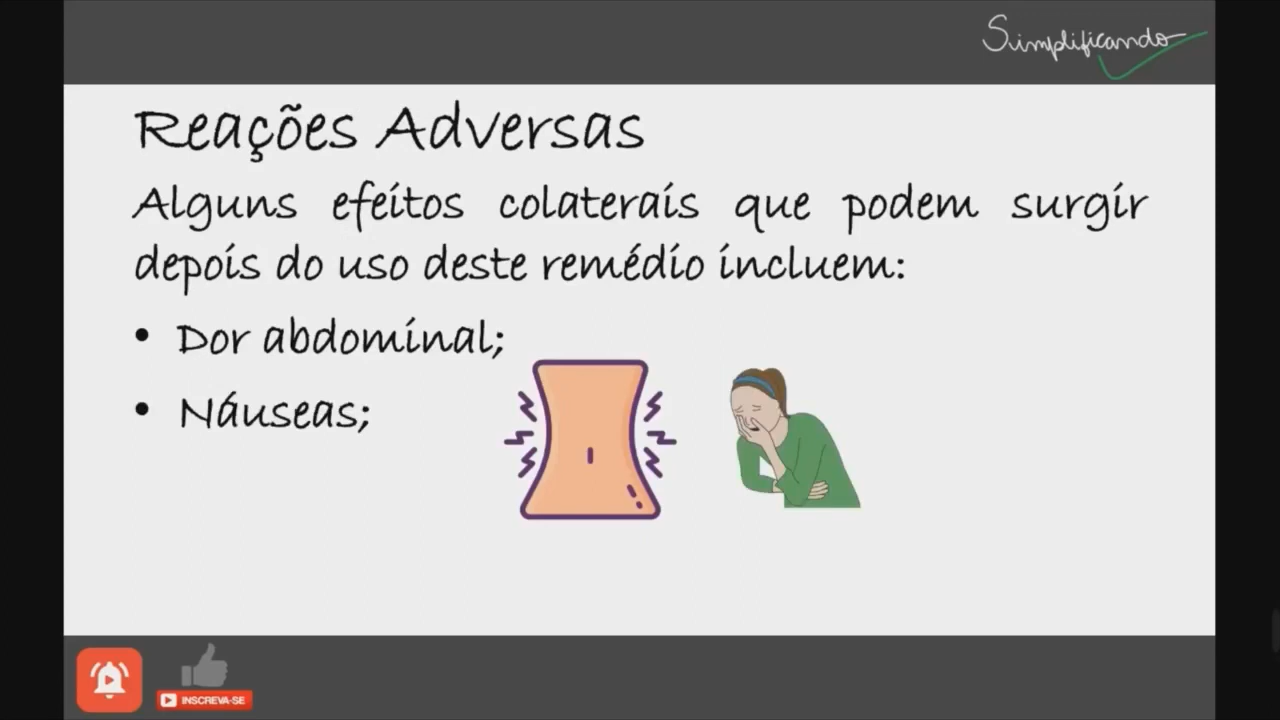 Simplificando
Reações Adversas
Alguns efeitos colaterais que podem surgir
depois do uso deste remédio incluem:
• Dor abdominal;
• Náuseas;
INSCREVA-SE